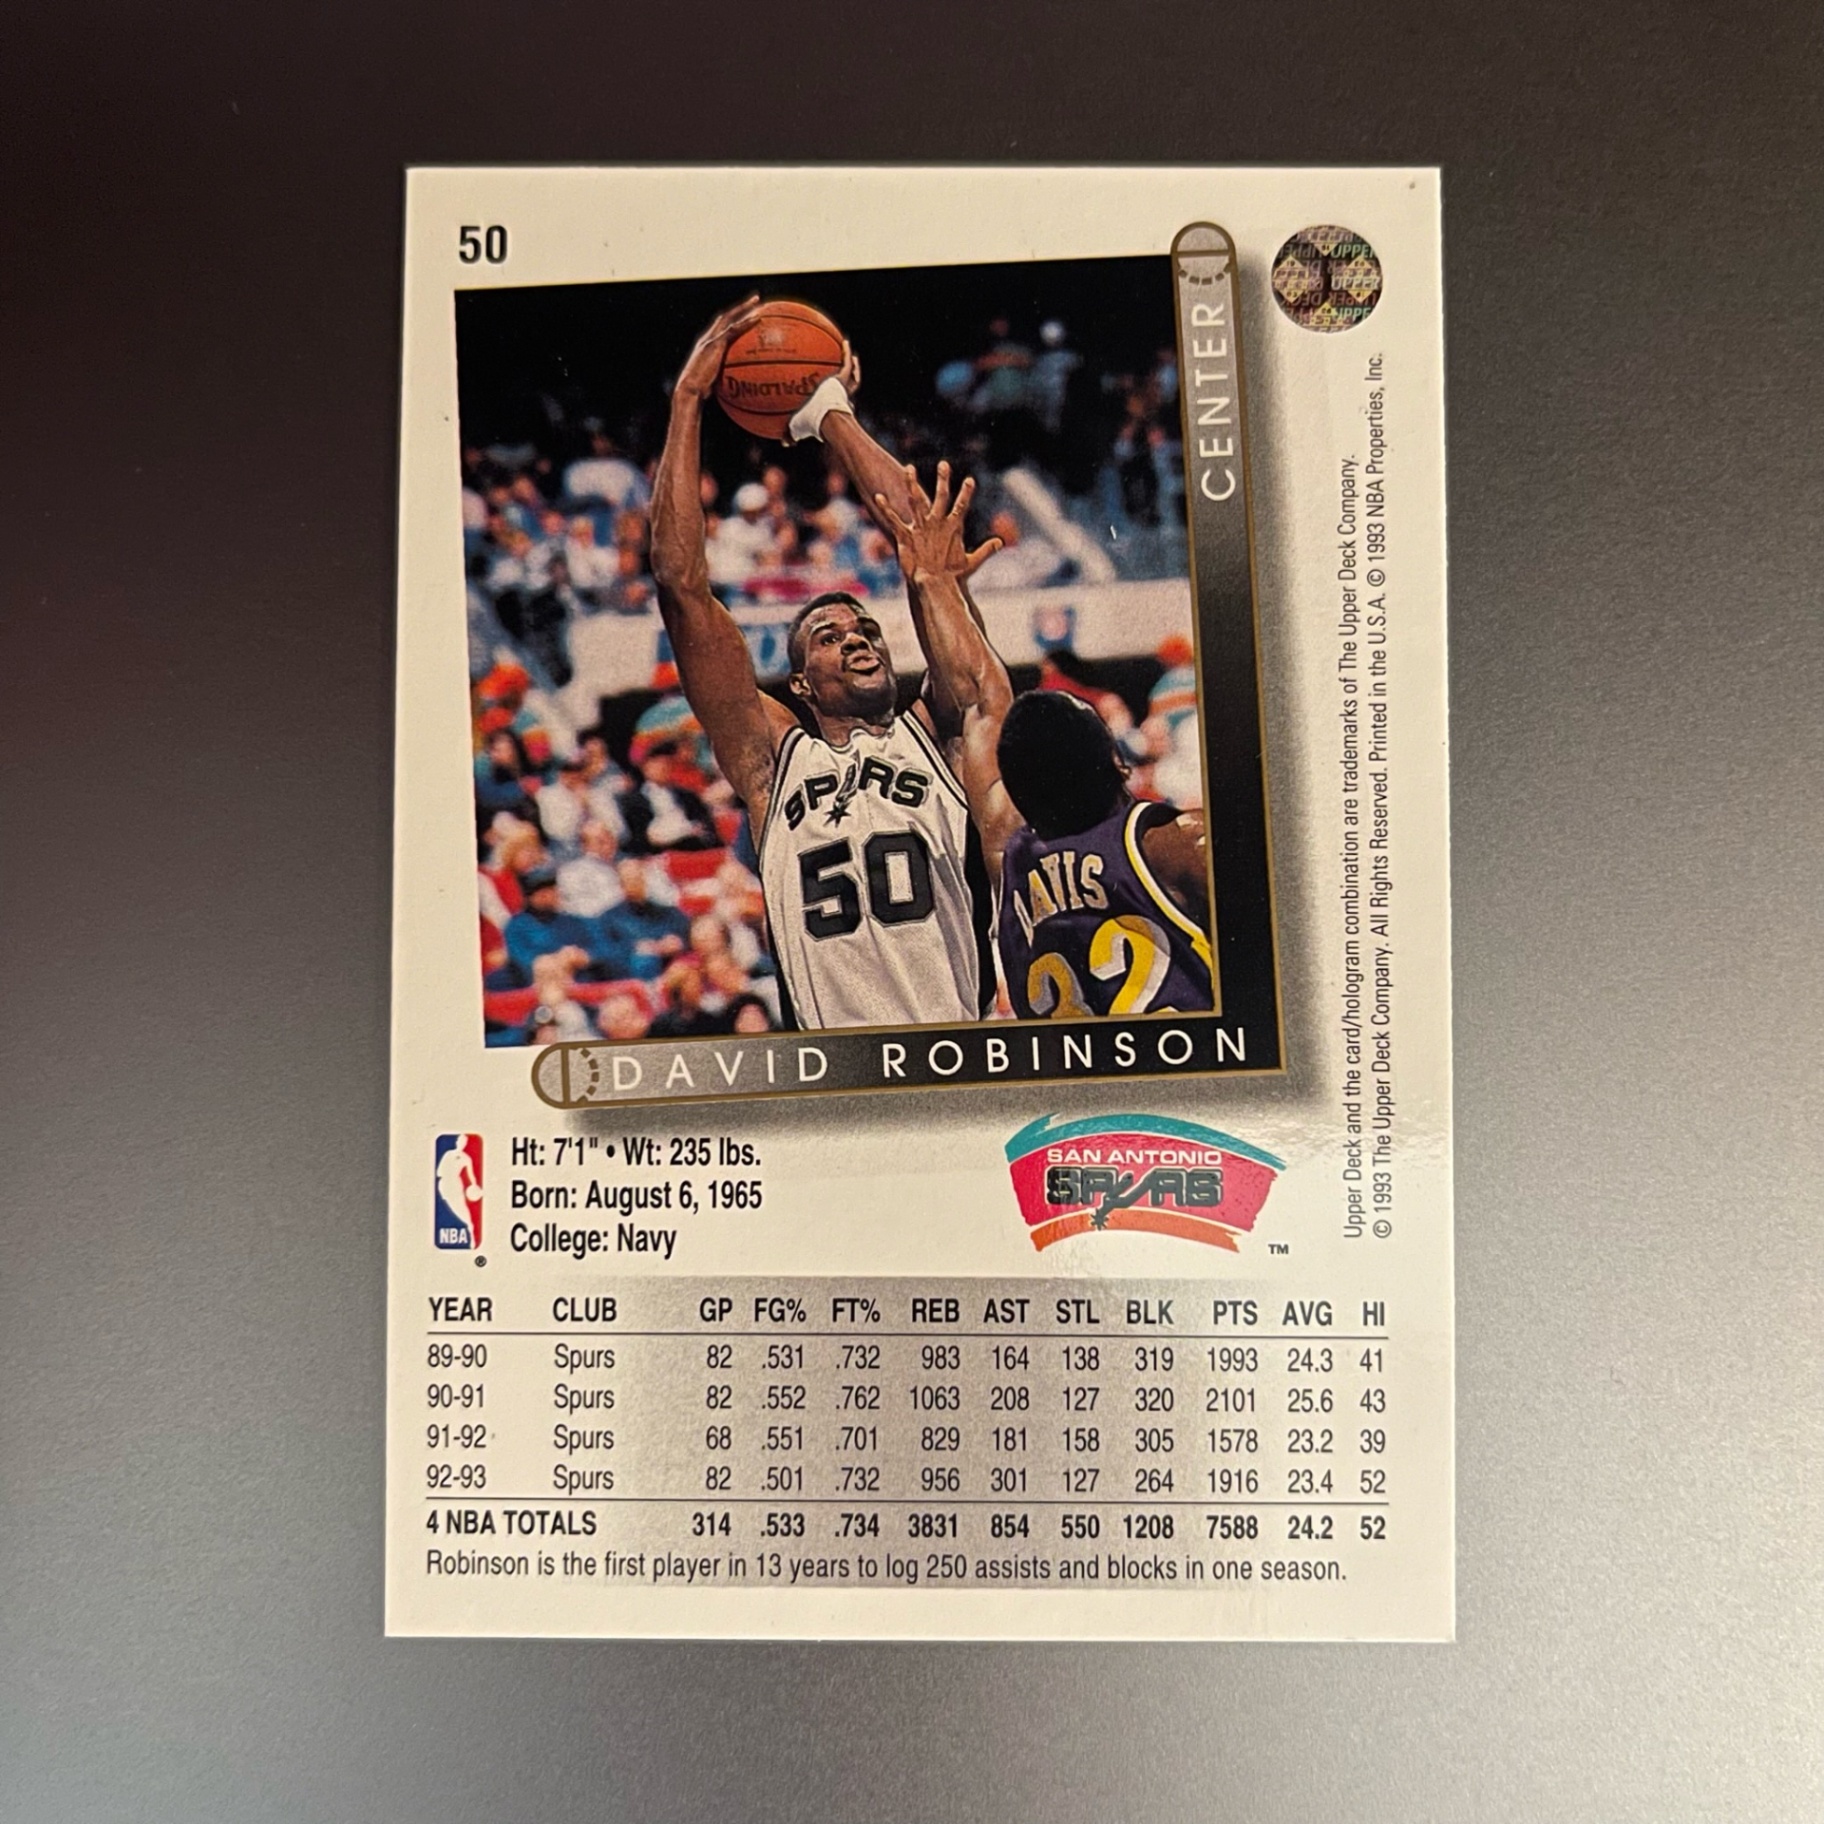 50
CENTER
SPALDING
SPURS
50
DAVIS
32
DAVID ROBINSON
Upper Deck and the card/hologram combination are trademarks of The Upper Deck Company.
© 1993 The Upper Deck Company. All Rights Reserved. Printed in the U.S.A. © 1993 NBA Properties, Inc.
NBA
®
Ht: 7'1" • Wt: 235 lbs.
Born: August 6, 1965
College: Navy
SAN ANTONIO
SPURS
TM
YEAR CLUB GP FG% FT% REB AST STL BLK PTS AVG HI
89-90 Spurs 82 .531 .732 983 164 138 319 1993 24.3 41
90-91 Spurs 82 .552 .762 1063 208 127 320 2101 25.6 43
91-92 Spurs 68 .551 .701 829 181 158 305 1578 23.2 39
92-93 Spurs 82 .501 .732 956 301 127 264 1916 23.4 52
4 NBA TOTALS 314 .533 .734 3831 854 550 1208 7588 24.2 52
Robinson is the first player in 13 years to log 250 assists and blocks in one season.